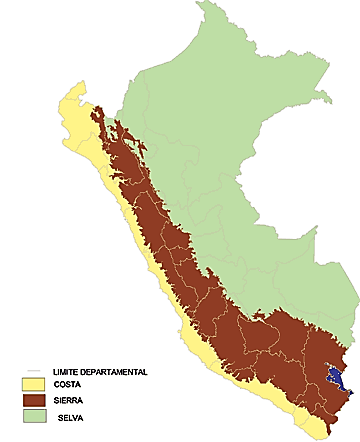 LIMITE DEPARTAMENTAL
COSTA
SIERRA
SELVA